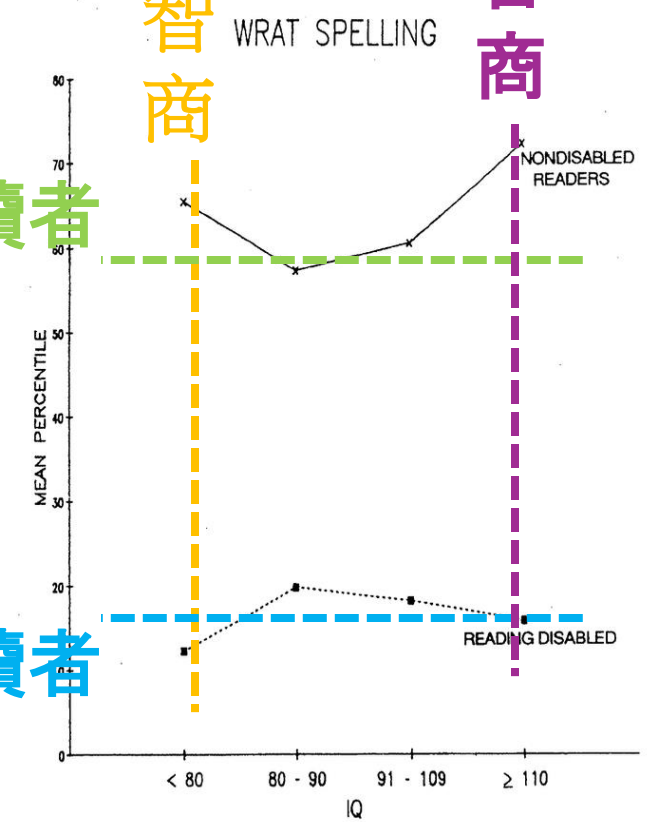 智商
商
WRAT SPELLING
80
70
60
50
40
30
20
0
MEAN PERCENTILE
NONDISABLED
READERS
讀者
READING DISABLED
讀者
< 80
80 - 90
91 - 109
≥ 110
IQ